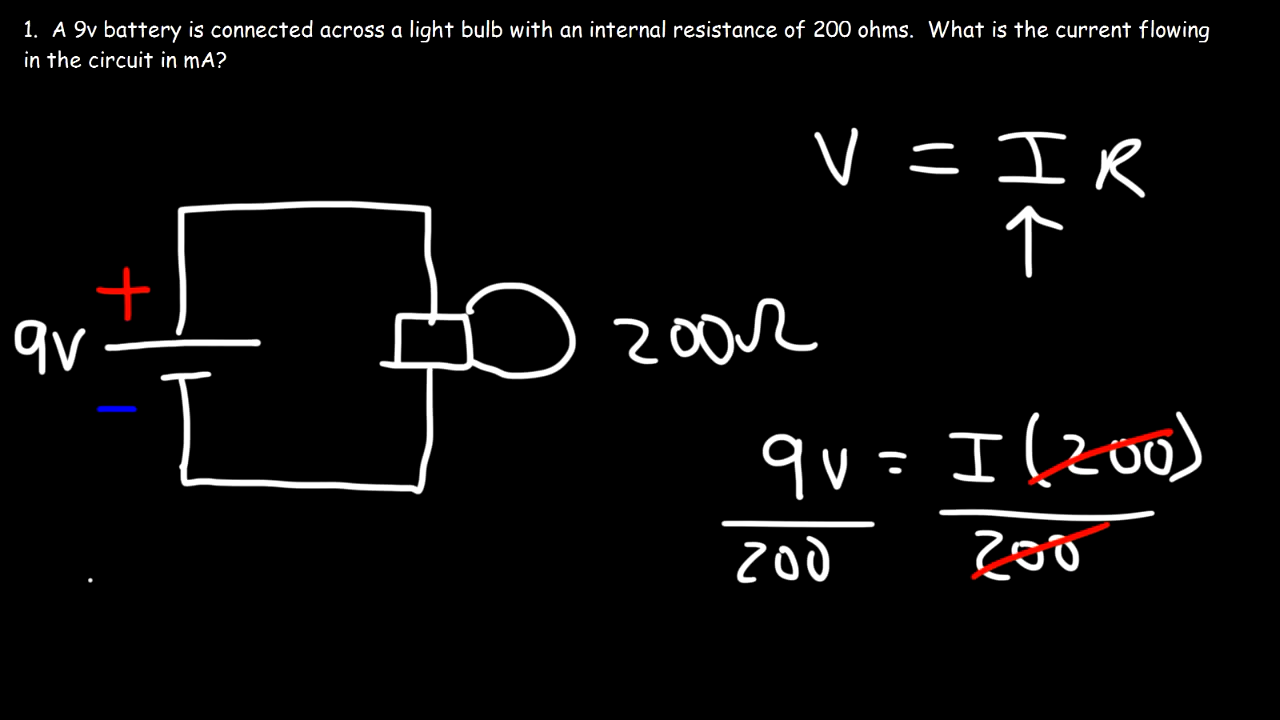 1. A 9v battery is connected across a light bulb with an internal resistance of 200 ohms. What is the current flowing
in the circuit in mA?
V = I R
+
9V
200Ω
−
9V = I (200)
200 200